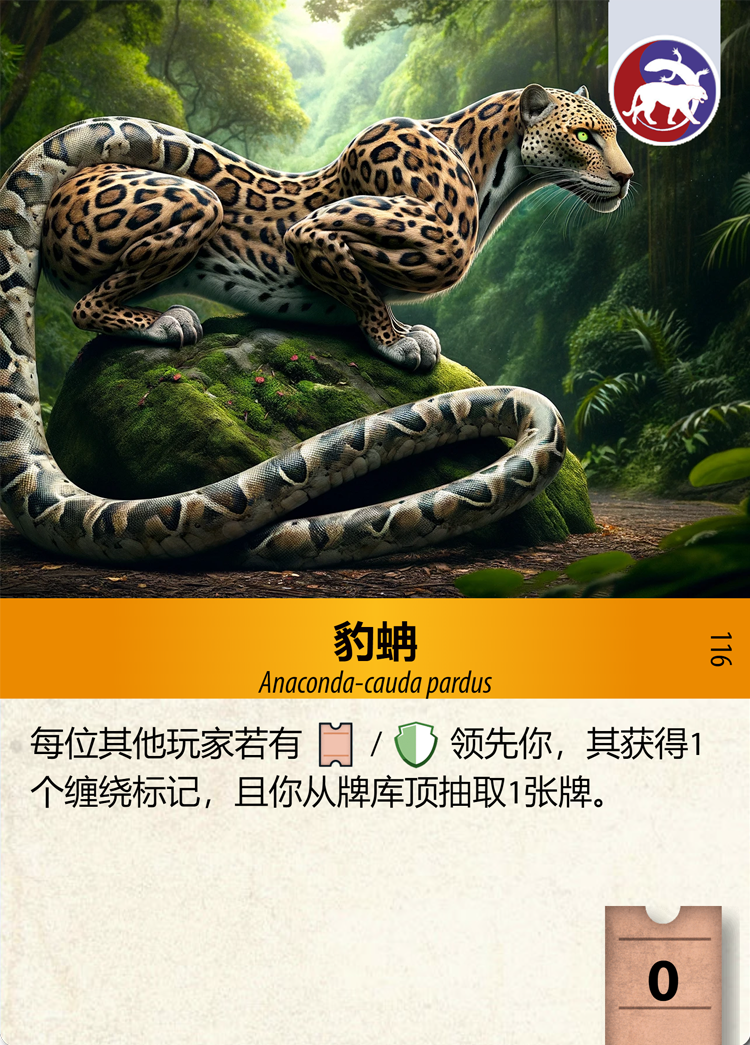 豹蚺
Anaconda-cauda pardus
116
每位其他玩家若有 / 领先你，其获得1
个缠绕标记，且你从牌库顶抽取1张牌。
0